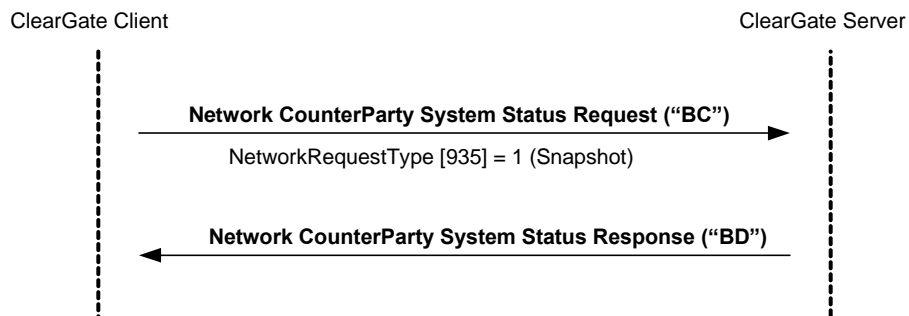 ClearGate Client
ClearGate Server
Network CounterParty System Status Request (“BC”)
NetworkRequestType [935] = 1 (Snapshot)
Network CounterParty System Status Response (“BD”)